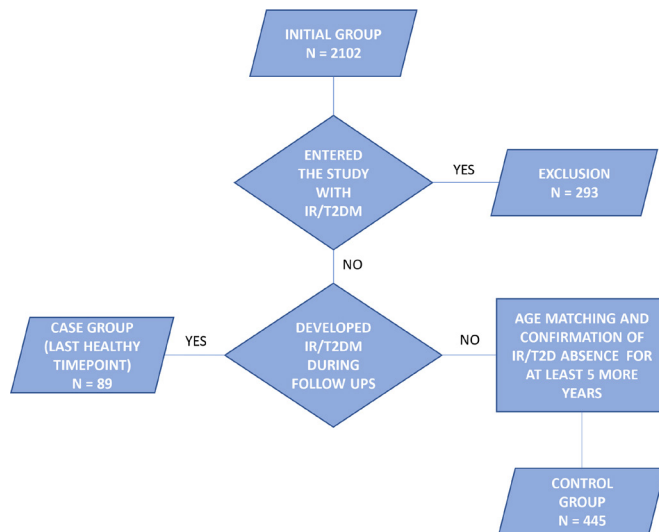 INITIAL GROUP
N = 2102
ENTERED
THE STUDY
WITH
IR/T2DM
YES
EXCLUSION
N = 293
NO
CASE GROUP
(LAST HEALTHY
TIMEPOINT)
N = 89
YES
DEVELOPED
IR/T2DM
DURING
FOLLOW UPS
NO
AGE MATCHING AND
CONFIRMATION OF
IR/T2D ABSENCE FOR
AT LEAST 5 MORE
YEARS
CONTROL
GROUP
N = 445